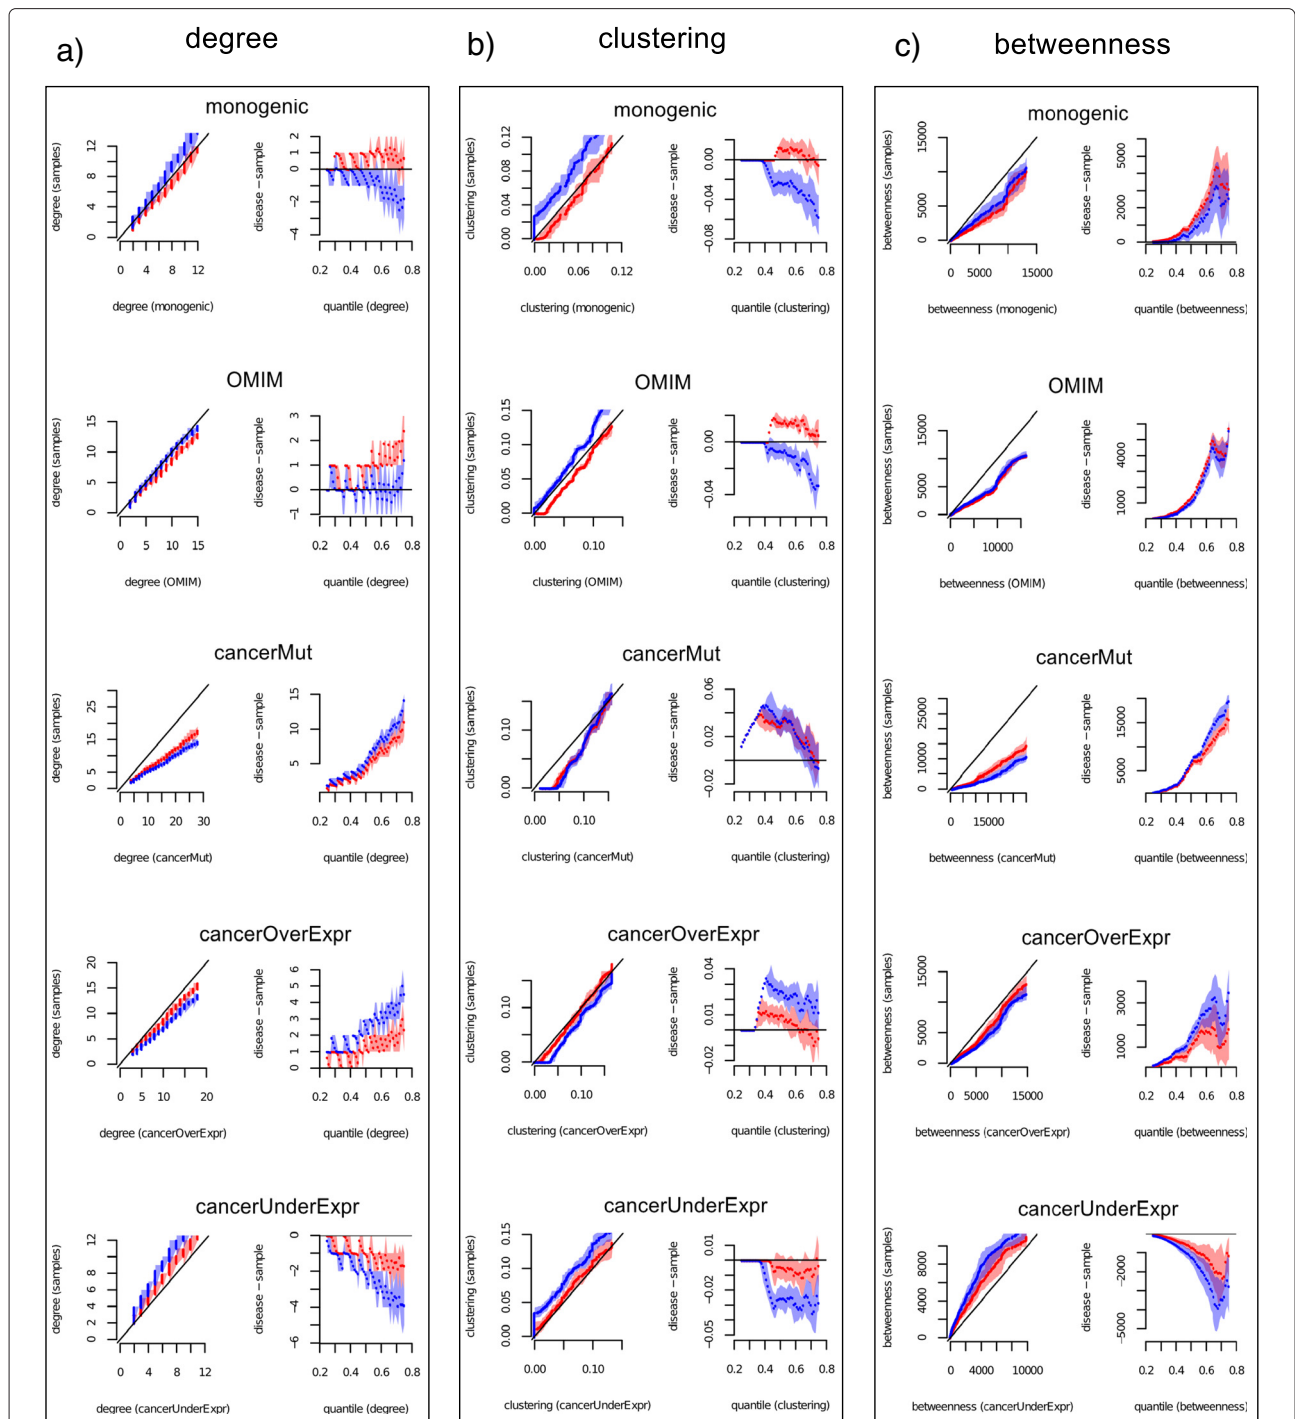 a) degree
b) clustering
c) betweenness
monogenic
degree (samples)
12
8
4
0
0 4 8 12
degree (monogenic)
disease − sample
2
1
0
−2
−4
0.2 0.4 0.6 0.8
quantile (degree)
monogenic
clustering (samples)
0.12
0.08
0.04
0.00
0.00 0.06 0.12
clustering (monogenic)
disease − sample
0.00
−0.04
−0.08
0.2 0.4 0.6 0.8
quantile (clustering)
monogenic
betweenness (samples)
15000
5000
0
0 5000 15000
betweenness (monogenic)
disease − sample
5000
2000
0
0.2 0.4 0.6 0.8
quantile (betweenness)
OMIM
degree (samples)
15
10
5
0
0 5 10 15
degree (OMIM)
disease − sample
3
2
1
0
−1
0.2 0.4 0.6 0.8
quantile (degree)
OMIM
clustering (samples)
0.15
0.10
0.05
0.00
0.00 0.10
clustering (OMIM)
disease − sample
0.00
−0.04
0.2 0.4 0.6 0.8
quantile (clustering)
OMIM
betweenness (samples)
15000
5000
0
0 10000
betweenness (OMIM)
disease − sample
4000
1000
0.2 0.4 0.6 0.8
quantile (betweenness)
cancerMut
degree (samples)
25
15
5
0
0 10 20 30
degree (cancerMut)
disease − sample
15
10
5
0.2 0.4 0.6 0.8
quantile (degree)
cancerMut
clustering (samples)
0.10
0.00
0.00 0.10
clustering (cancerMut)
disease − sample
0.06
0.02
−0.02
0.2 0.4 0.6 0.8
quantile (clustering)
cancerMut
betweenness (samples)
25000
10000
0
0 15000
betweenness (cancerMut)
disease − sample
15000
5000
0.2 0.4 0.6 0.8
quantile (betweenness)
cancerOverExpr
degree (samples)
20
15
10
5
0
0 5 10 20
degree (cancerOverExpr)
disease − sample
6
5
4
3
2
1
0
0.2 0.4 0.6 0.8
quantile (degree)
cancerOverExpr
clustering (samples)
0.10
0.00
0.00 0.10
clustering (cancerOverExpr)
disease − sample
0.04
0.01
−0.02
0.2 0.4 0.6 0.8
quantile (clustering)
cancerOverExpr
betweenness (samples)
15000
5000
0
0 5000 15000
betweenness (cancerOverExpr)
disease − sample
3000
1000
0.2 0.4 0.6 0.8
quantile (betweenness)
cancerUnderExpr
degree (samples)
12
8
6
4
2
0
0 4 8 12
degree (cancerUnderExpr)
disease − sample
0
−2
−4
−6
0.2 0.4 0.6 0.8
quantile (degree)
cancerUnderExpr
clustering (samples)
0.15
0.10
0.05
0.00
0.00 0.10
clustering (cancerUnderExpr)
disease − sample
0.01
−0.02
−0.05
0.2 0.4 0.6 0.8
quantile (clustering)
cancerUnderExpr
betweenness (samples)
8000
4000
0
0 4000 10000
betweenness (cancerUnderExpr)
disease − sample
−2000
−5000
0.2 0.4 0.6 0.8
quantile (betweenness)